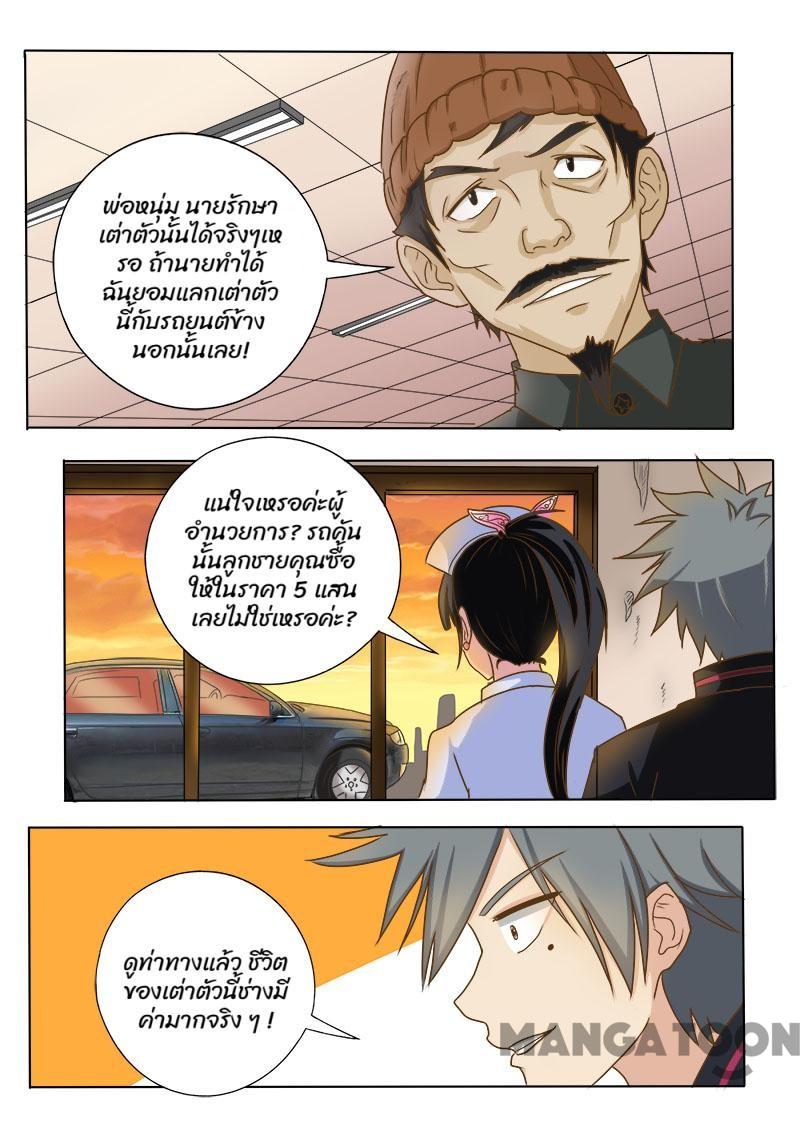 พ่อหนุ่ม นายรักษา
เต่าตัวนั้นได้จริงๆเห
รอ ถ้านายทำได้
ฉันยอมแลกเต่าตัว
นี้กับรถยนต์ข้าง
นอกนั้นเลย!
แน่ใจเหรอค่ะผู้
อำนวยการ? รถคัน
นั้นลูกชายคุณซื้อ
ให้ในราคา 5 แสน
เลยไม่ใช่เหรอค่ะ?
ดูท่าทางแล้ว ชีวิต
ของเต่าตัวนี้ช่างมี
ค่ามากจริง ๆ !
MANGATOON